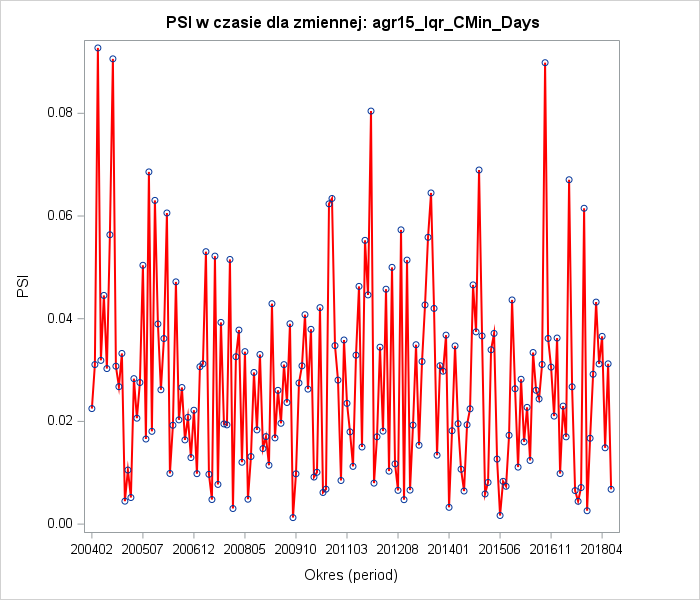 PSI w czasie dla zmiennej: agr15_Iqr_CMin_Days
0.08
0.06
0.04
0.02
0.00
PSI
200402 200507 200612 200805 200910 201103 201208 201401 201506 201611 201804
Okres (period)